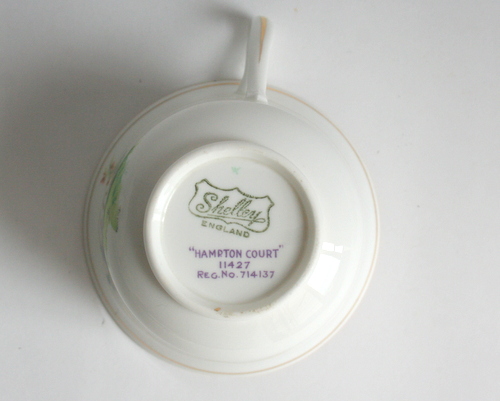 Shelley
ENGLAND
"HAMPTON COURT"
11427
REG. NO. 714137